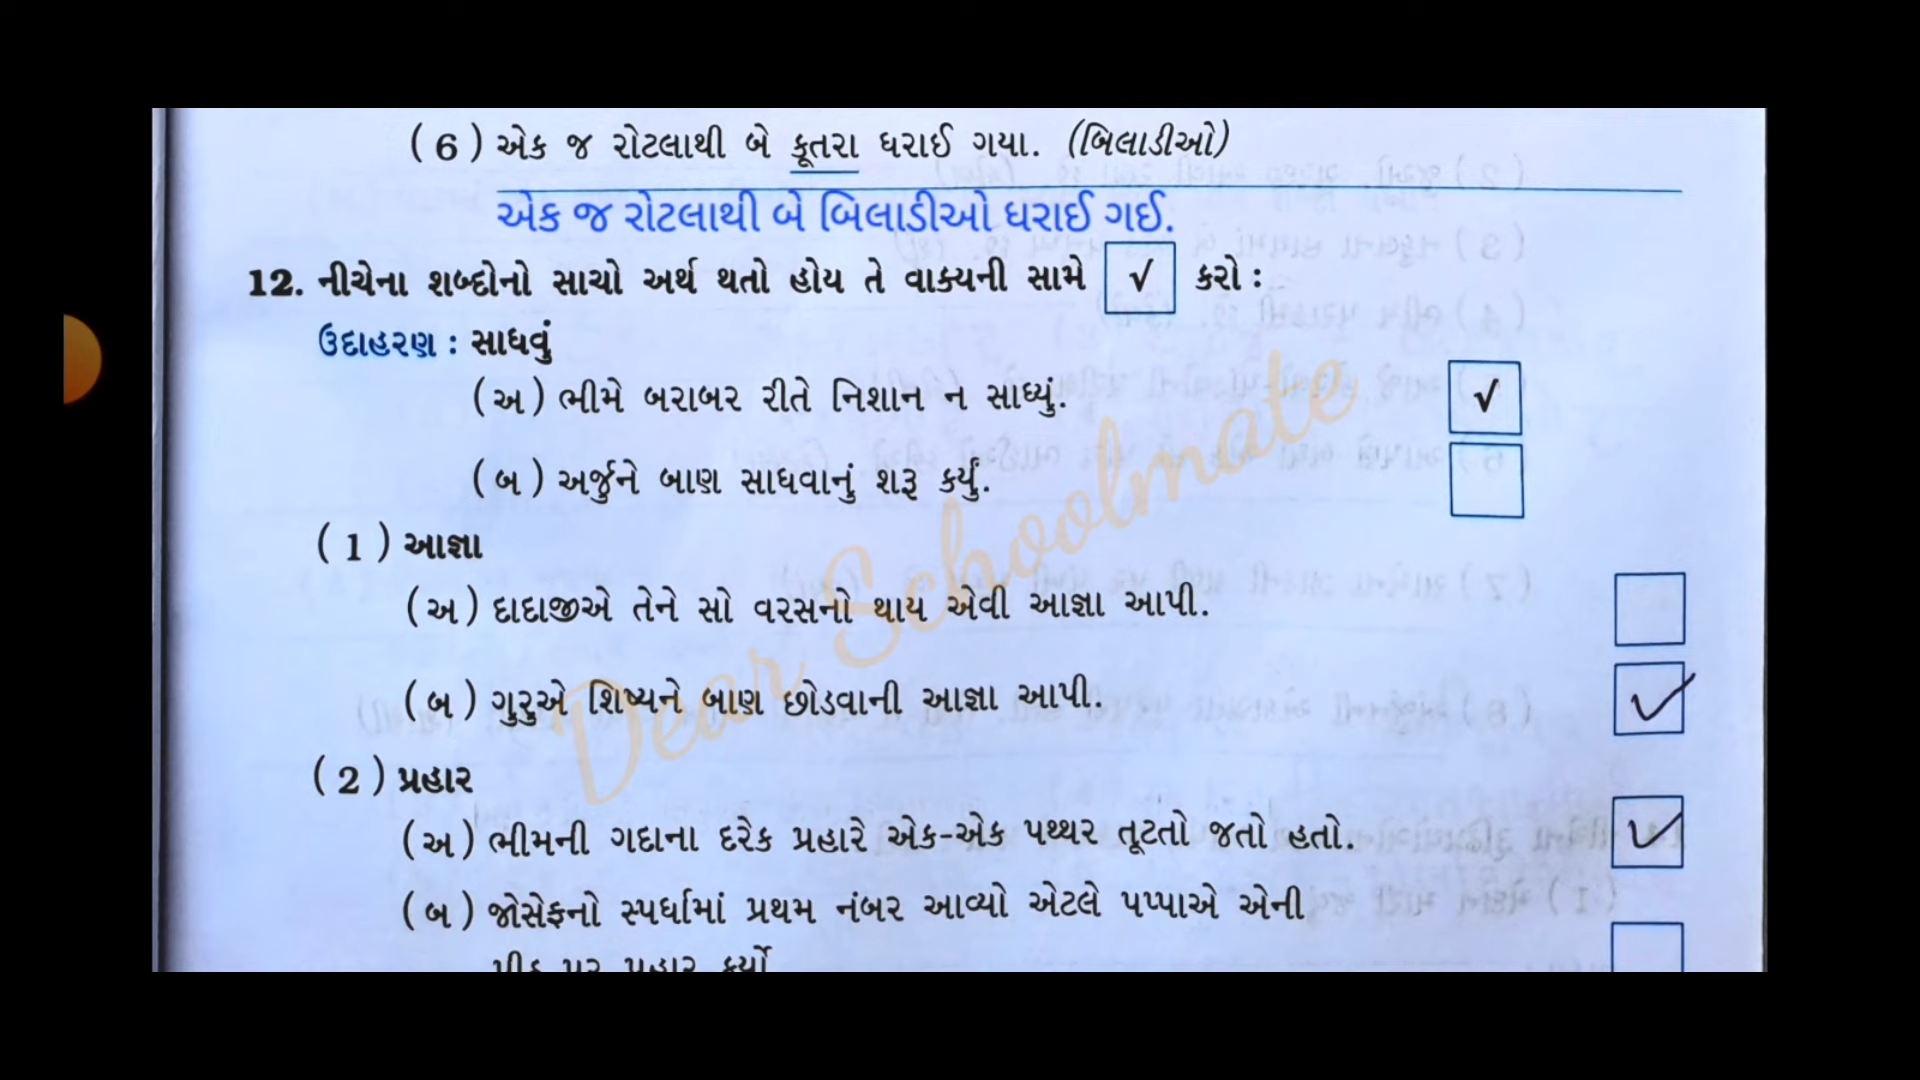 (6) એક જ રોટલાથી બે કૂતરા ધરાઈ ગયા. (બિલાડીઓ)
એક જ રોટલાથી બે બિલાડીઓ ધરાઈ ગઈ.
12. નીચેના શબ્દોનો સાચો અર્થ થતો હોય તે વાક્યની સામે √ કરો :
ઉદાહરણ : સાધવું
(અ) ભીમે બરાબર રીતે નિશાન ન સાધ્યું. √
(બ) અર્જુને બાણ સાધવાનું શરૂ કર્યું.
(1) આજ્ઞા
(અ) દાદાજીએ તેને સો વરસનો થાય એવી આજ્ઞા આપી.
(બ) ગુરુએ શિષ્યને બાણ છોડવાની આજ્ઞા આપી. ✓
(2) પ્રહાર
(અ) ભીમની ગદાના દરેક પ્રહારે એક-એક પથ્થર તૂટતો જતો હતો. ✓
(બ) જોસેફનો સ્પર્ધામાં પ્રથમ નંબર આવ્યો એટલે પપ્પાએ એની
પર પ્રહાર કર્યો
Dear Schoolmate